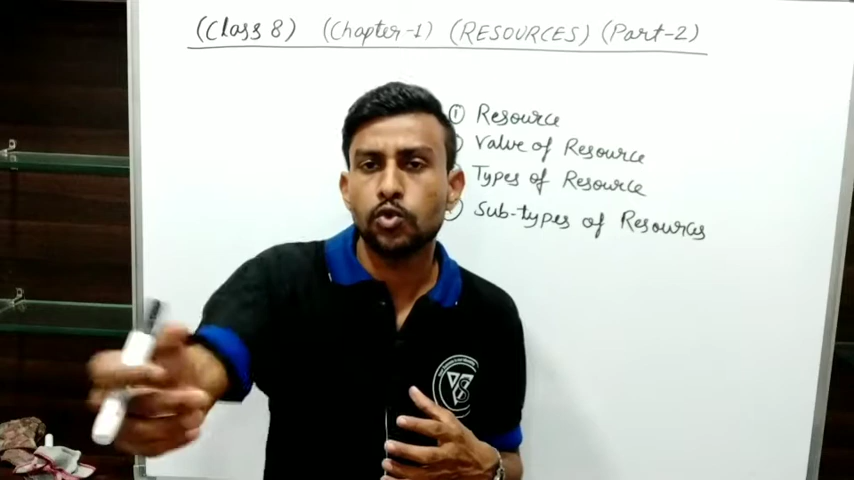 (Class 8) (Chapter-1) (RESOURCES) (Part-2)
① Resource
Value of Resource
Types of Resource
Sub-types of Resources